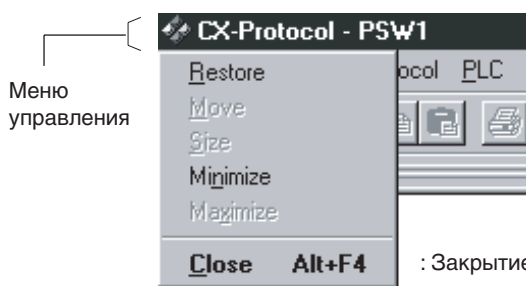 CX-Protocol - PSW1
Меню
управления
Restore
ocol PLC
Move
Size
Minimize
Maximize
Close Alt+F4
: Закрытие